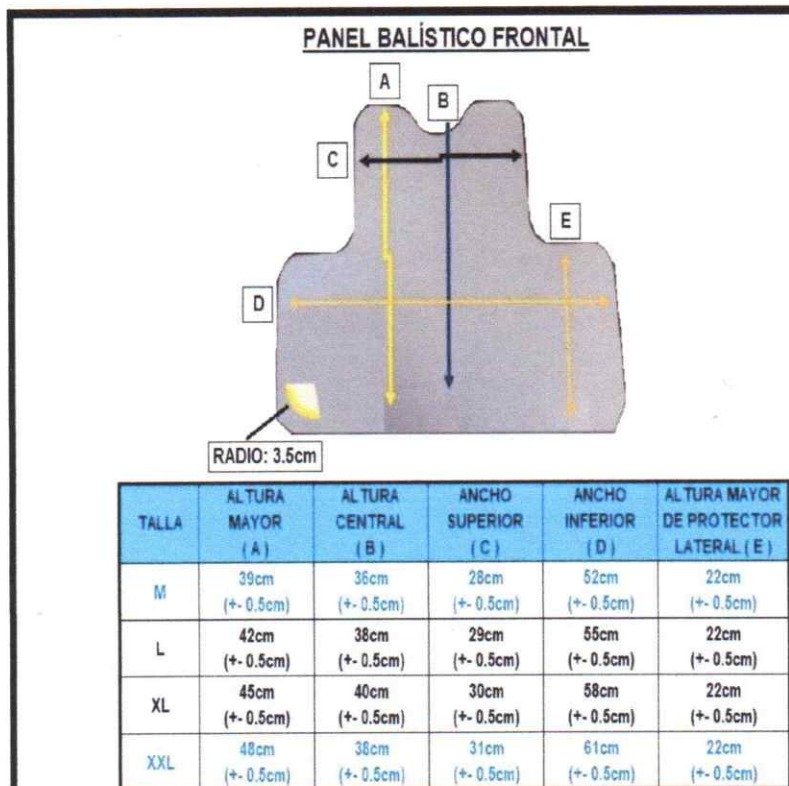 PANEL BALÍSTICO FRONTAL
A
B
C
E
D
RADIO: 3.5cm
TALLA
ALTURA MAYOR ( A )
ALTURA CENTRAL ( B )
ANCHO SUPERIOR ( C )
ANCHO INFERIOR ( D )
ALTURA MAYOR DE PROTECTOR LATERAL ( E )
M
39cm (+- 0.5cm)
36cm (+- 0.5cm)
28cm (+- 0.5cm)
52cm (+- 0.5cm)
22cm (+- 0.5cm)
L
42cm (+- 0.5cm)
38cm (+- 0.5cm)
29cm (+- 0.5cm)
55cm (+- 0.5cm)
22cm (+- 0.5cm)
XL
45cm (+- 0.5cm)
40cm (+- 0.5cm)
30cm (+- 0.5cm)
58cm (+- 0.5cm)
22cm (+- 0.5cm)
XXL
48cm (+- 0.5cm)
38cm (+- 0.5cm)
31cm (+- 0.5cm)
61cm (+- 0.5cm)
22cm (+- 0.5cm)